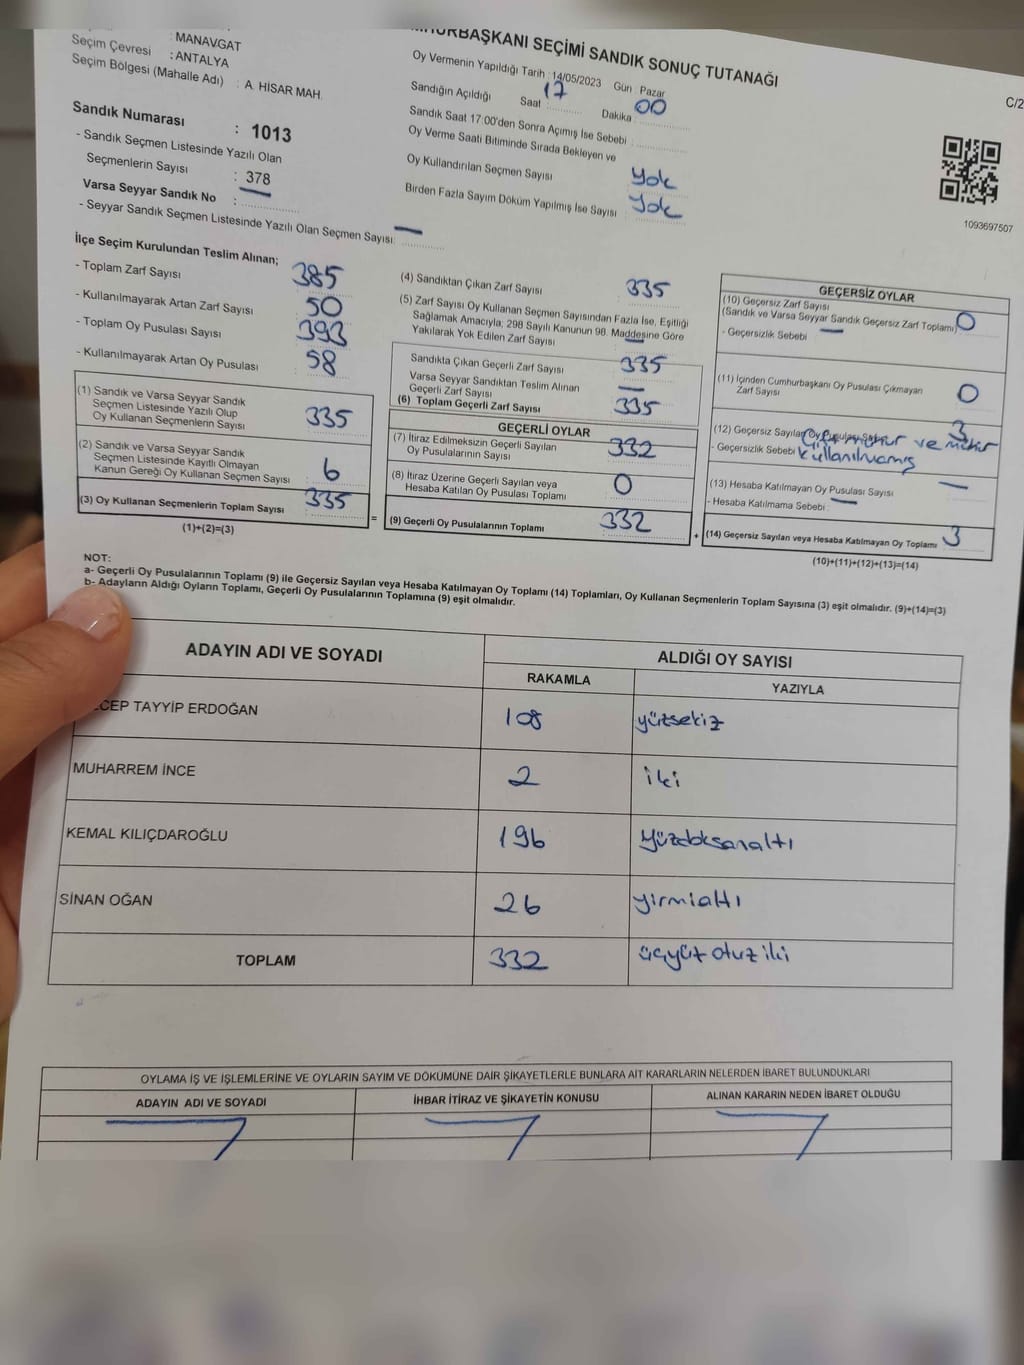 : MANAVGAT
Seçim Çevresi : ANTALYA
Seçim Bölgesi (Mahalle Adı) : A. HİSAR MAH.
Sandık Numarası : 1013
- Sandık Seçmen Listesinde Yazılı Olan
Seçmenlerin Sayısı : 378
Varsa Seyyar Sandık No : —
- Seyyar Sandık Seçmen Listesinde Yazılı Olan Seçmen Sayısı: —
SEÇİMİ SANDIK SONUÇ TUTANAĞI
Oy Vermenin Yapıldığı Tarih : 14/05/2023 Gün : Pazar
Sandığın Açıldığı Saat : 17 Dakika : 00
Sandık Saat 17:00'den Sonra Açımış İse Sebebi :
Oy Verme Saati Bitiminde Sırada Bekleyen ve
Oy Kullandırılan Seçmen Sayısı Yok
Birden Fazla Sayım Döküm Yapılmış İse Sayısı Yok
C/2
1093697507
İlçe Seçim Kurulundan Teslim Alınan;
- Toplam Zarf Sayısı 385
- Kullanılmayarak Artan Zarf Sayısı 50
- Toplam Oy Pusulası Sayısı 393
- Kullanılmayarak Artan Oy Pusulası 58
(1) Sandık ve Varsa Seyyar Sandık
Seçmen Listesinde Yazılı Olup
Oy Kullanan Seçmenlerin Sayısı 335
(2) Sandık ve Varsa Seyyar Sandık
Seçmen Listesinde Kayıtlı Olmayan
Kanun Gereği Oy Kullanan Seçmen Sayısı 6
(3) Oy Kullanan Seçmenlerin Toplam Sayısı 335
(1)+(2)=(3)
=
(4) Sandıktan Çıkan Zarf Sayısı 335
(5) Zarf Sayısı Oy Kullanan Seçmen Sayısından Fazla İse, Eşitliği
Sağlamak Amacıyla, 298 Sayılı Kanunun 98. Maddesine Göre
Yakılarak Yok Edilen Zarf Sayısı —
Sandıkta Çıkan Geçerli Zarf Sayısı 335
Varsa Seyyar Sandıktan Teslim Alınan
Geçerli Zarf Sayısı —
(6) Toplam Geçerli Zarf Sayısı 335
GEÇERLİ OYLAR
(7) İtiraz Edilmeksizin Geçerli Sayılan
Oy Pusulalarının Sayısı 332
(8) İtiraz Üzerine Geçerli Sayılan veya
Hesaba Katılan Oy Pusulası Toplamı 0
(9) Geçerli Oy Pusulalarının Toplamı 332
+
GEÇERSİZ OYLAR
(10) Geçersiz Zarf Sayısı
(Sandık ve Varsa Seyyar Sandık Geçersiz Zarf Toplamı) 0
- Geçersizlik Sebebi —
(11) İçinden Cumhurbaşkanı Oy Pusulası Çıkmayan
Zarf Sayısı 0
(12) Geçersiz Sayılan Oy Pusulası Sayısı 3
- Geçersizlik Sebebi mühür ve mühür
kullanılmamış
(13) Hesaba Katılmayan Oy Pusulası Sayısı —
- Hesaba Katılmama Sebebi : —
(14) Geçersiz Sayılan veya Hesaba Katılmayan Oy Toplamı 3
(10)+(11)+(12)+(13)=(14)
NOT:
a- Geçerli Oy Pusulalarının Toplamı (9) ile Geçersiz Sayılan veya Hesaba Katılmayan Oy Toplamı (14) Toplamları, Oy Kullanan Seçmenlerin Toplam Sayısına (3) eşit olmalıdır. (9)+(14)=(3)
b- Adayların Aldığı Oyların Toplamı, Geçerli Oy Pusulalarının Toplamına (9) eşit olmalıdır.
ADAYIN ADI VE SOYADI ALDIĞI OY SAYISI
RAKAMLA YAZIYLA
CEP TAYYİP ERDOĞAN 108 yüzsekiz
MUHARREM İNCE 2 iki
KEMAL KILIÇDAROĞLU 196 yüzdoksanaltı
SİNAN OĞAN 26 yirmialtı
TOPLAM 332 üçyüz otuz iki
OYLAMA İŞ VE İŞLEMLERİNE VE OYLARIN SAYIM VE DÖKÜMÜNE DAİR ŞİKAYETLERLE BUNLARA AİT KARARLARIN NELERDEN İBARET BULUNDUKLARI
ADAYIN ADI VE SOYADI İHBAR İTİRAZ VE ŞİKAYETİN KONUSU ALINAN KARARIN NEDEN İBARET OLDUĞU